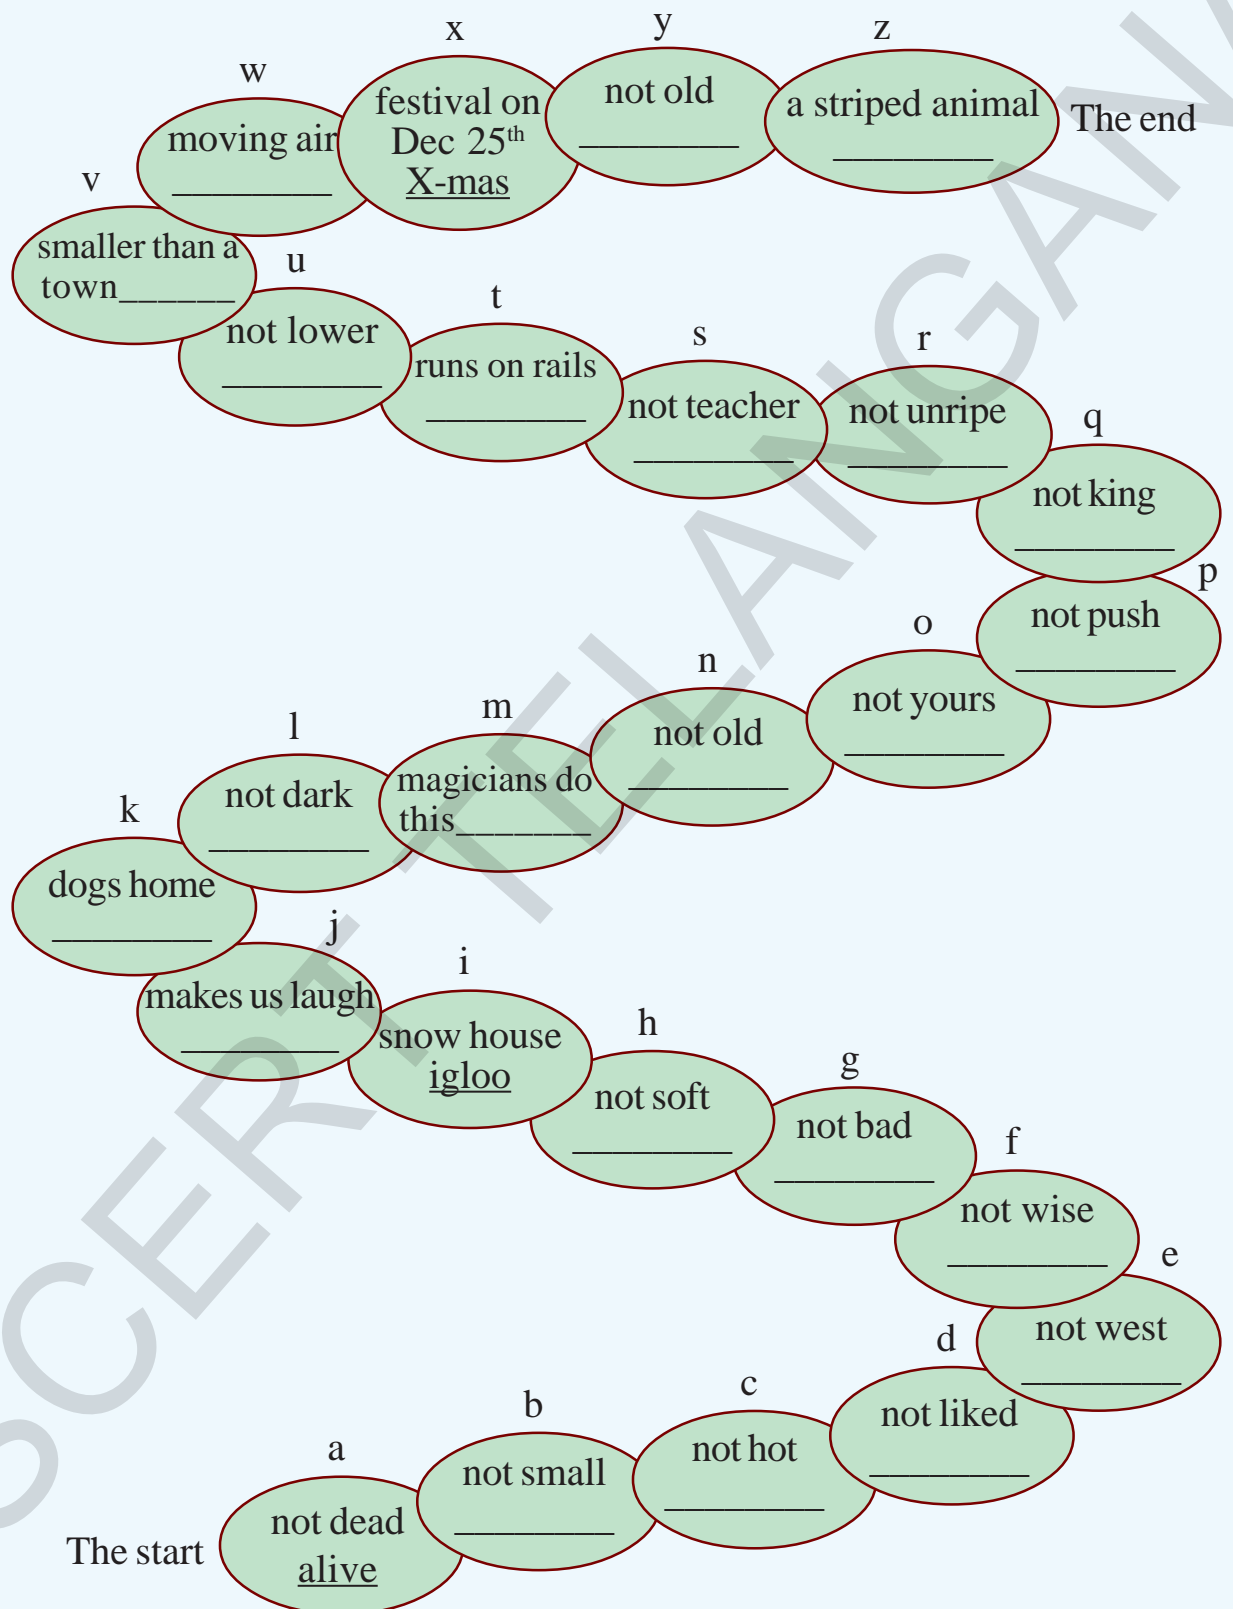 x
y
z
w
festival on
Dec 25th
X-mas
not old
________
a striped animal
________
The end
moving air
________
v
smaller than a
town______
u
not lower
________
t
runs on rails
________
s
not teacher
________
r
not unripe
________
q
not king
________
p
not push
________
o
not yours
________
n
not old
________
m
magicians do
this_______
l
not dark
________
k
dogs home
________
j
makes us laugh
________
i
snow house
igloo
h
not soft
________
g
not bad
________
f
not wise
________
e
not west
________
d
not liked
________
c
not hot
________
b
not small
________
a
not dead
alive
The start
SCERT TELANGANA